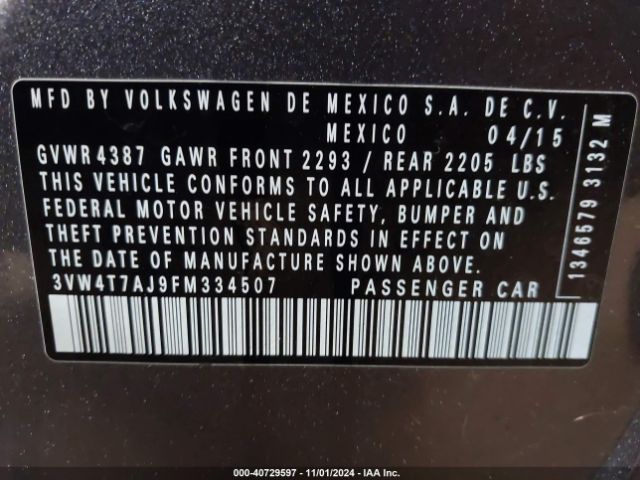 MFD BY VOLKSWAGEN DE MEXICO S.A. DE C.V.
MEXICO 04/15
GVWR 4387 GAWR FRONT 2293 / REAR 2205 LBS
THIS VEHICLE CONFORMS TO ALL APPLICABLE U.S.
FEDERAL MOTOR VEHICLE SAFETY, BUMPER AND
THEFT PREVENTION STANDARDS IN EFFECT ON
THE DATE OF MANUFACTURE SHOWN ABOVE.
3VW4T7AJ9FM334507 PASSENGER CAR
1346579 3132 M
000-40729597 - 11/01/2024 - IAA Inc.